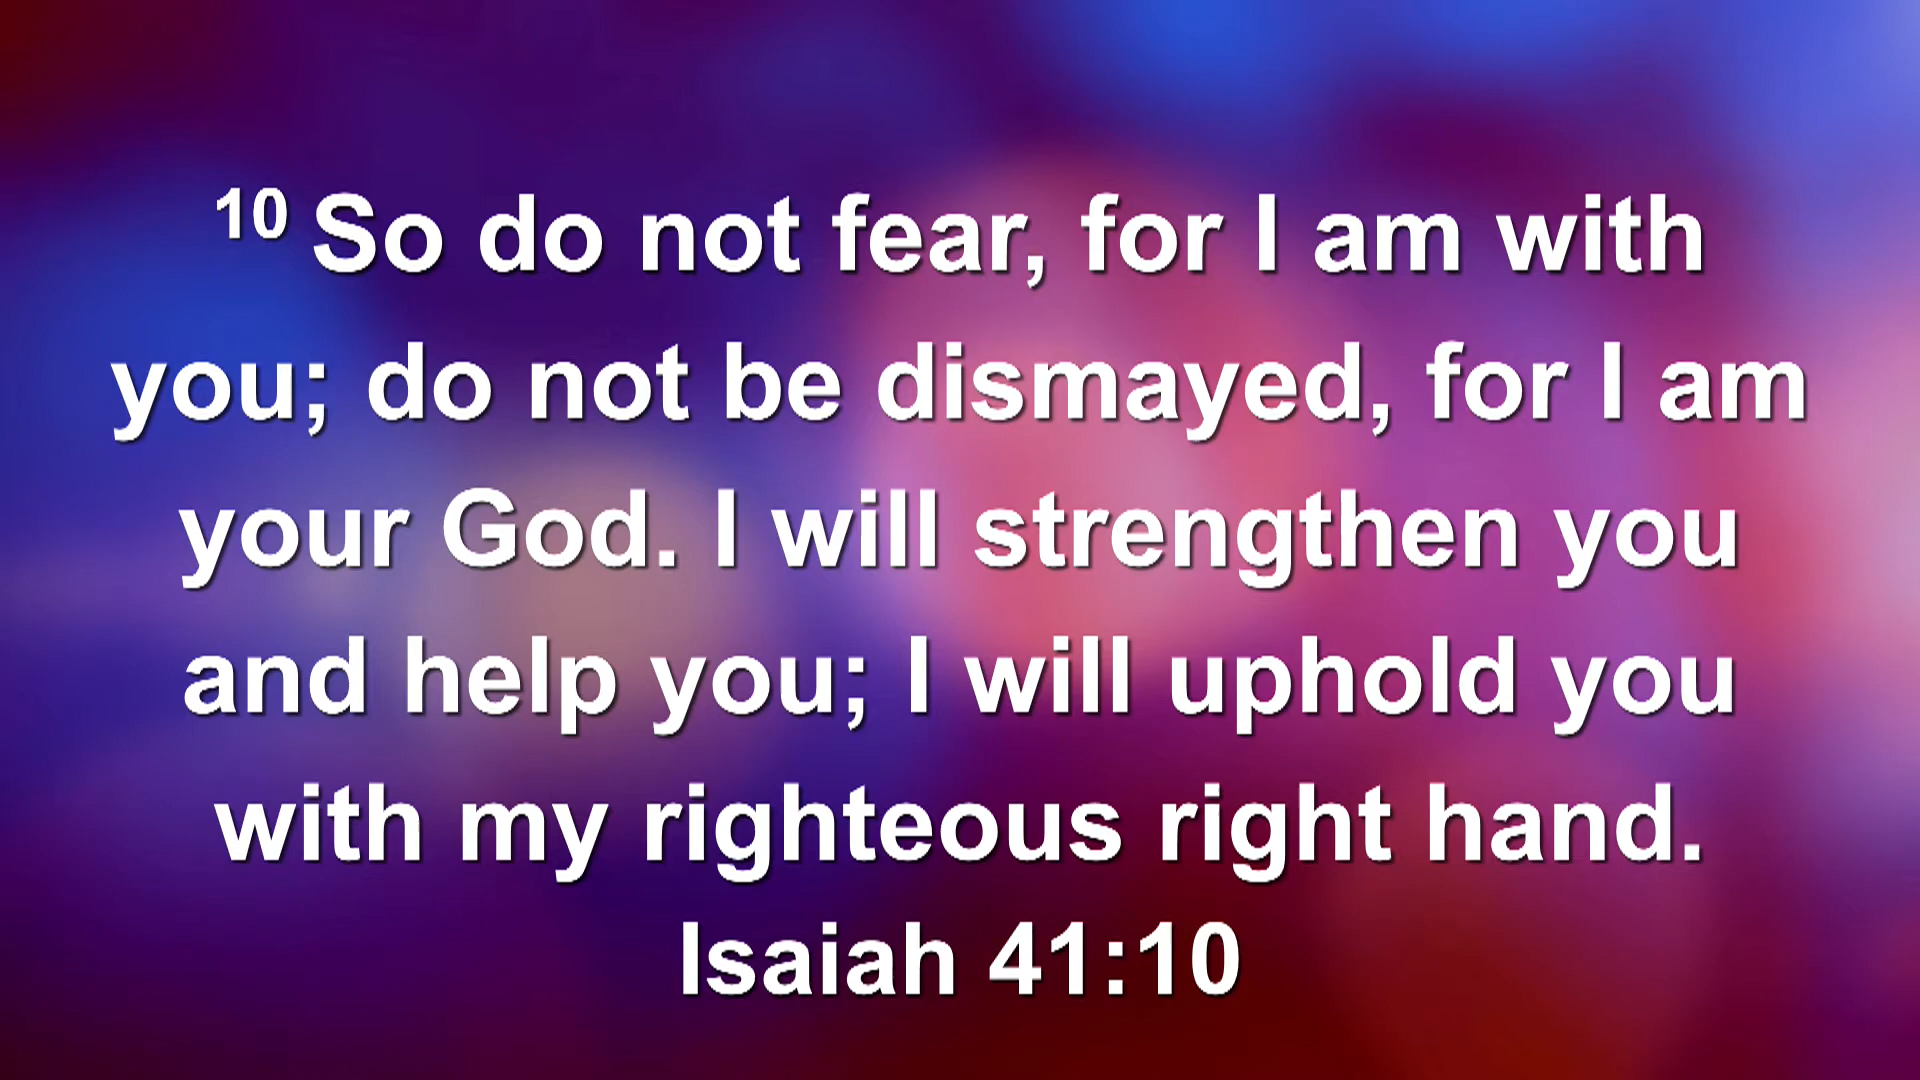 10 So do not fear, for I am with
you; do not be dismayed, for I am
your God. I will strengthen you
and help you; I will uphold you
with my righteous right hand.
Isaiah 41:10